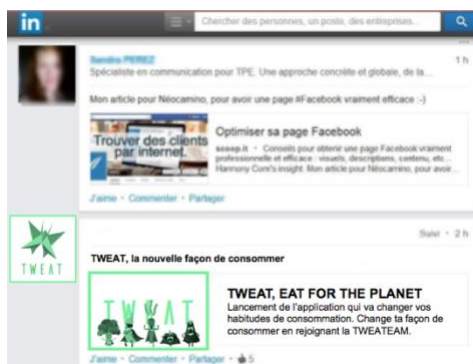 in
Chercher des personnes, un poste, des entreprises...
Sandra PEREZ
1 h
Spécialiste en communication pour TPE. Une approche concrète et globale, de la...
Mon article pour Néocamino, pour avoir une page #Facebook vraiment efficace :-)
Trouver des clients
par internet.
Optimiser sa page Facebook
scoop.it • Conseils pour obtenir une page Facebook vraiment
professionnelle et efficace : visuels, descriptions, contenu, etc...
Harmony Com's insight: Mon article pour Néocamino, pour avoir...
J'aime • Commenter • Partager
TWEAT
Suivi • 2 h
TWEAT, la nouvelle façon de consommer
TWEAT
TWEAT, EAT FOR THE PLANET
Lancement de l'application qui va changer vos
habitudes de consommation. Change ta façon de
consommer en rejoignant la TWEATEAM.
J'aime • Commenter • Partager • 5